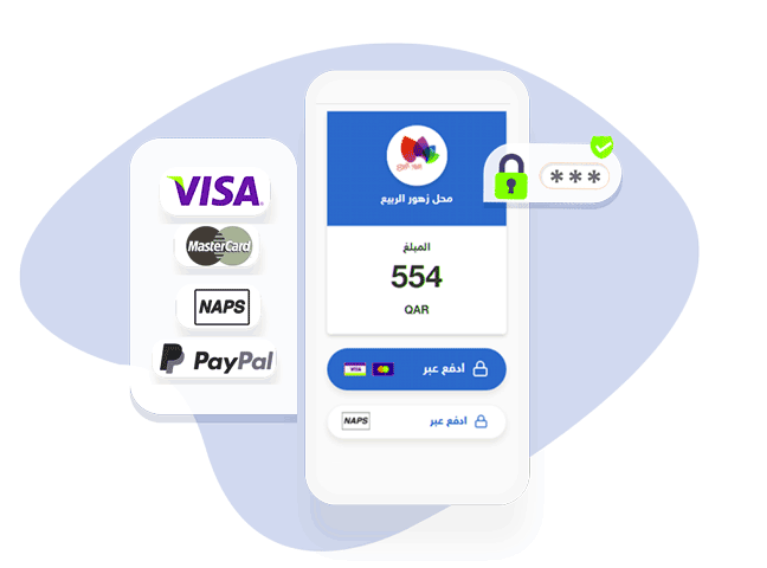 VISA
MasterCard
NAPS
PayPal
محل زهور الربيع
المبلغ
554
QAR
ادفع عبر
VISA
ادفع عبر
NAPS
***